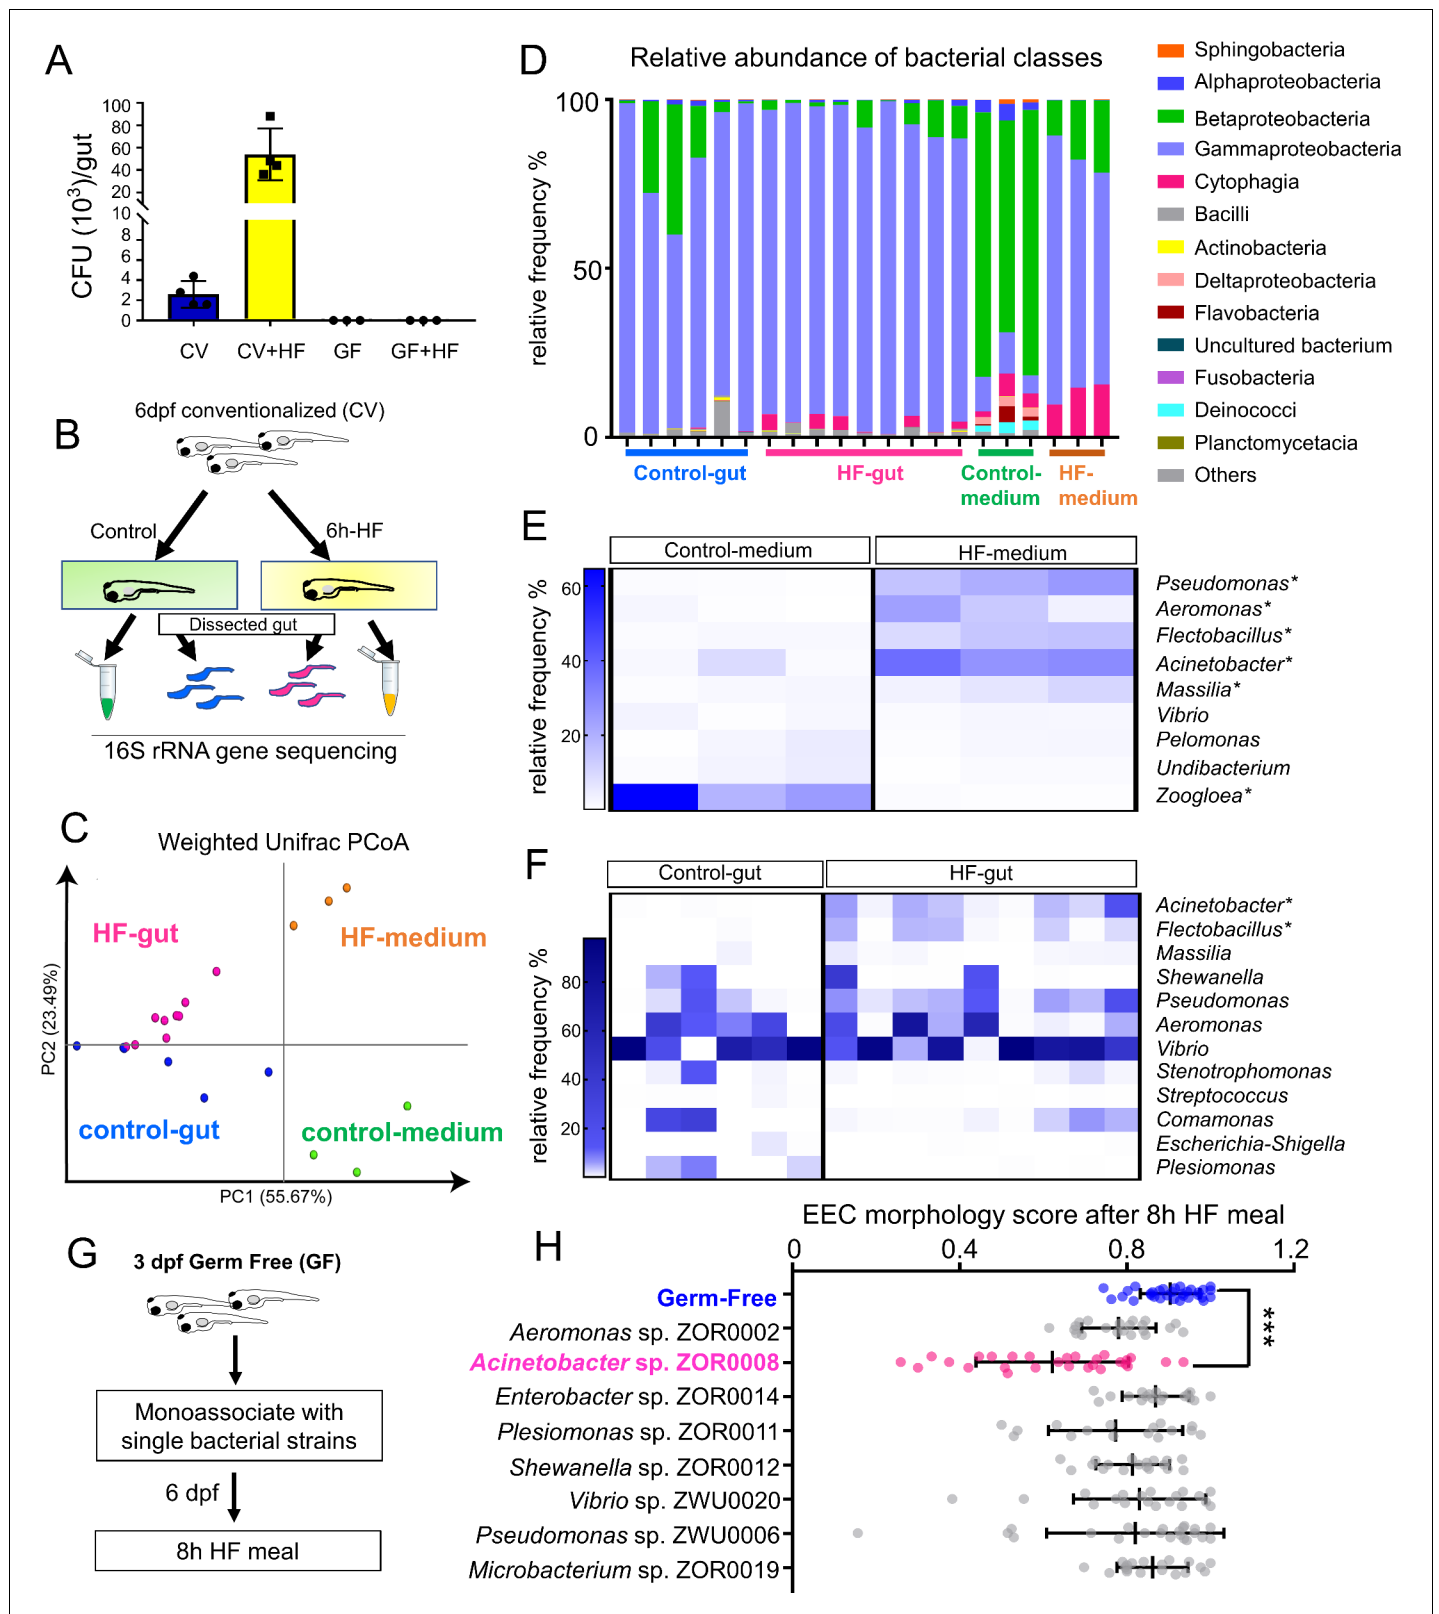 A
100
80
60
40
20
10
8
6
4
2
0
CFU (10³)/gut
CV
CV+HF
GF
GF+HF
B
6dpf conventionalized (CV)
Control
6h-HF
Dissected gut
16S rRNA gene sequencing
C
Weighted Unifrac PCoA
HF-gut
HF-medium
control-gut
control-medium
PC2 (23.49%)
PC1 (55.67%)
D
Relative abundance of bacterial classes
100
50
0
relative frequency %
Control-gut
HF-gut
Control-
medium
HF-
medium
Sphingobacteria
Alphaproteobacteria
Betaproteobacteria
Gammaproteobacteria
Cytophagia
Bacilli
Actinobacteria
Deltaproteobacteria
Flavobacteria
Uncultured bacterium
Fusobacteria
Deinococci
Planctomycetacia
Others
E
Control-medium
HF-medium
relative frequency %
60
40
20
Pseudomonas*
Aeromonas*
Flectobacillus*
Acinetobacter*
Massilia*
Vibrio
Pelomonas
Undibacterium
Zoogloea*
F
Control-gut
HF-gut
relative frequency %
80
60
40
20
Acinetobacter*
Flectobacillus*
Massilia
Shewanella
Pseudomonas
Aeromonas
Vibrio
Stenotrophomonas
Streptococcus
Comamonas
Escherichia-Shigella
Plesiomonas
G
3 dpf Germ Free (GF)
Monoassociate with
single bacterial strains
6 dpf
8h HF meal
H
EEC morphology score after 8h HF meal
0 0.4 0.8 1.2
Germ-Free
Aeromonas sp. ZOR0002
Acinetobacter sp. ZOR0008
Enterobacter sp. ZOR0014
Plesiomonas sp. ZOR0011
Shewanella sp. ZOR0012
Vibrio sp. ZWU0020
Pseudomonas sp. ZWU0006
Microbacterium sp. ZOR0019
****